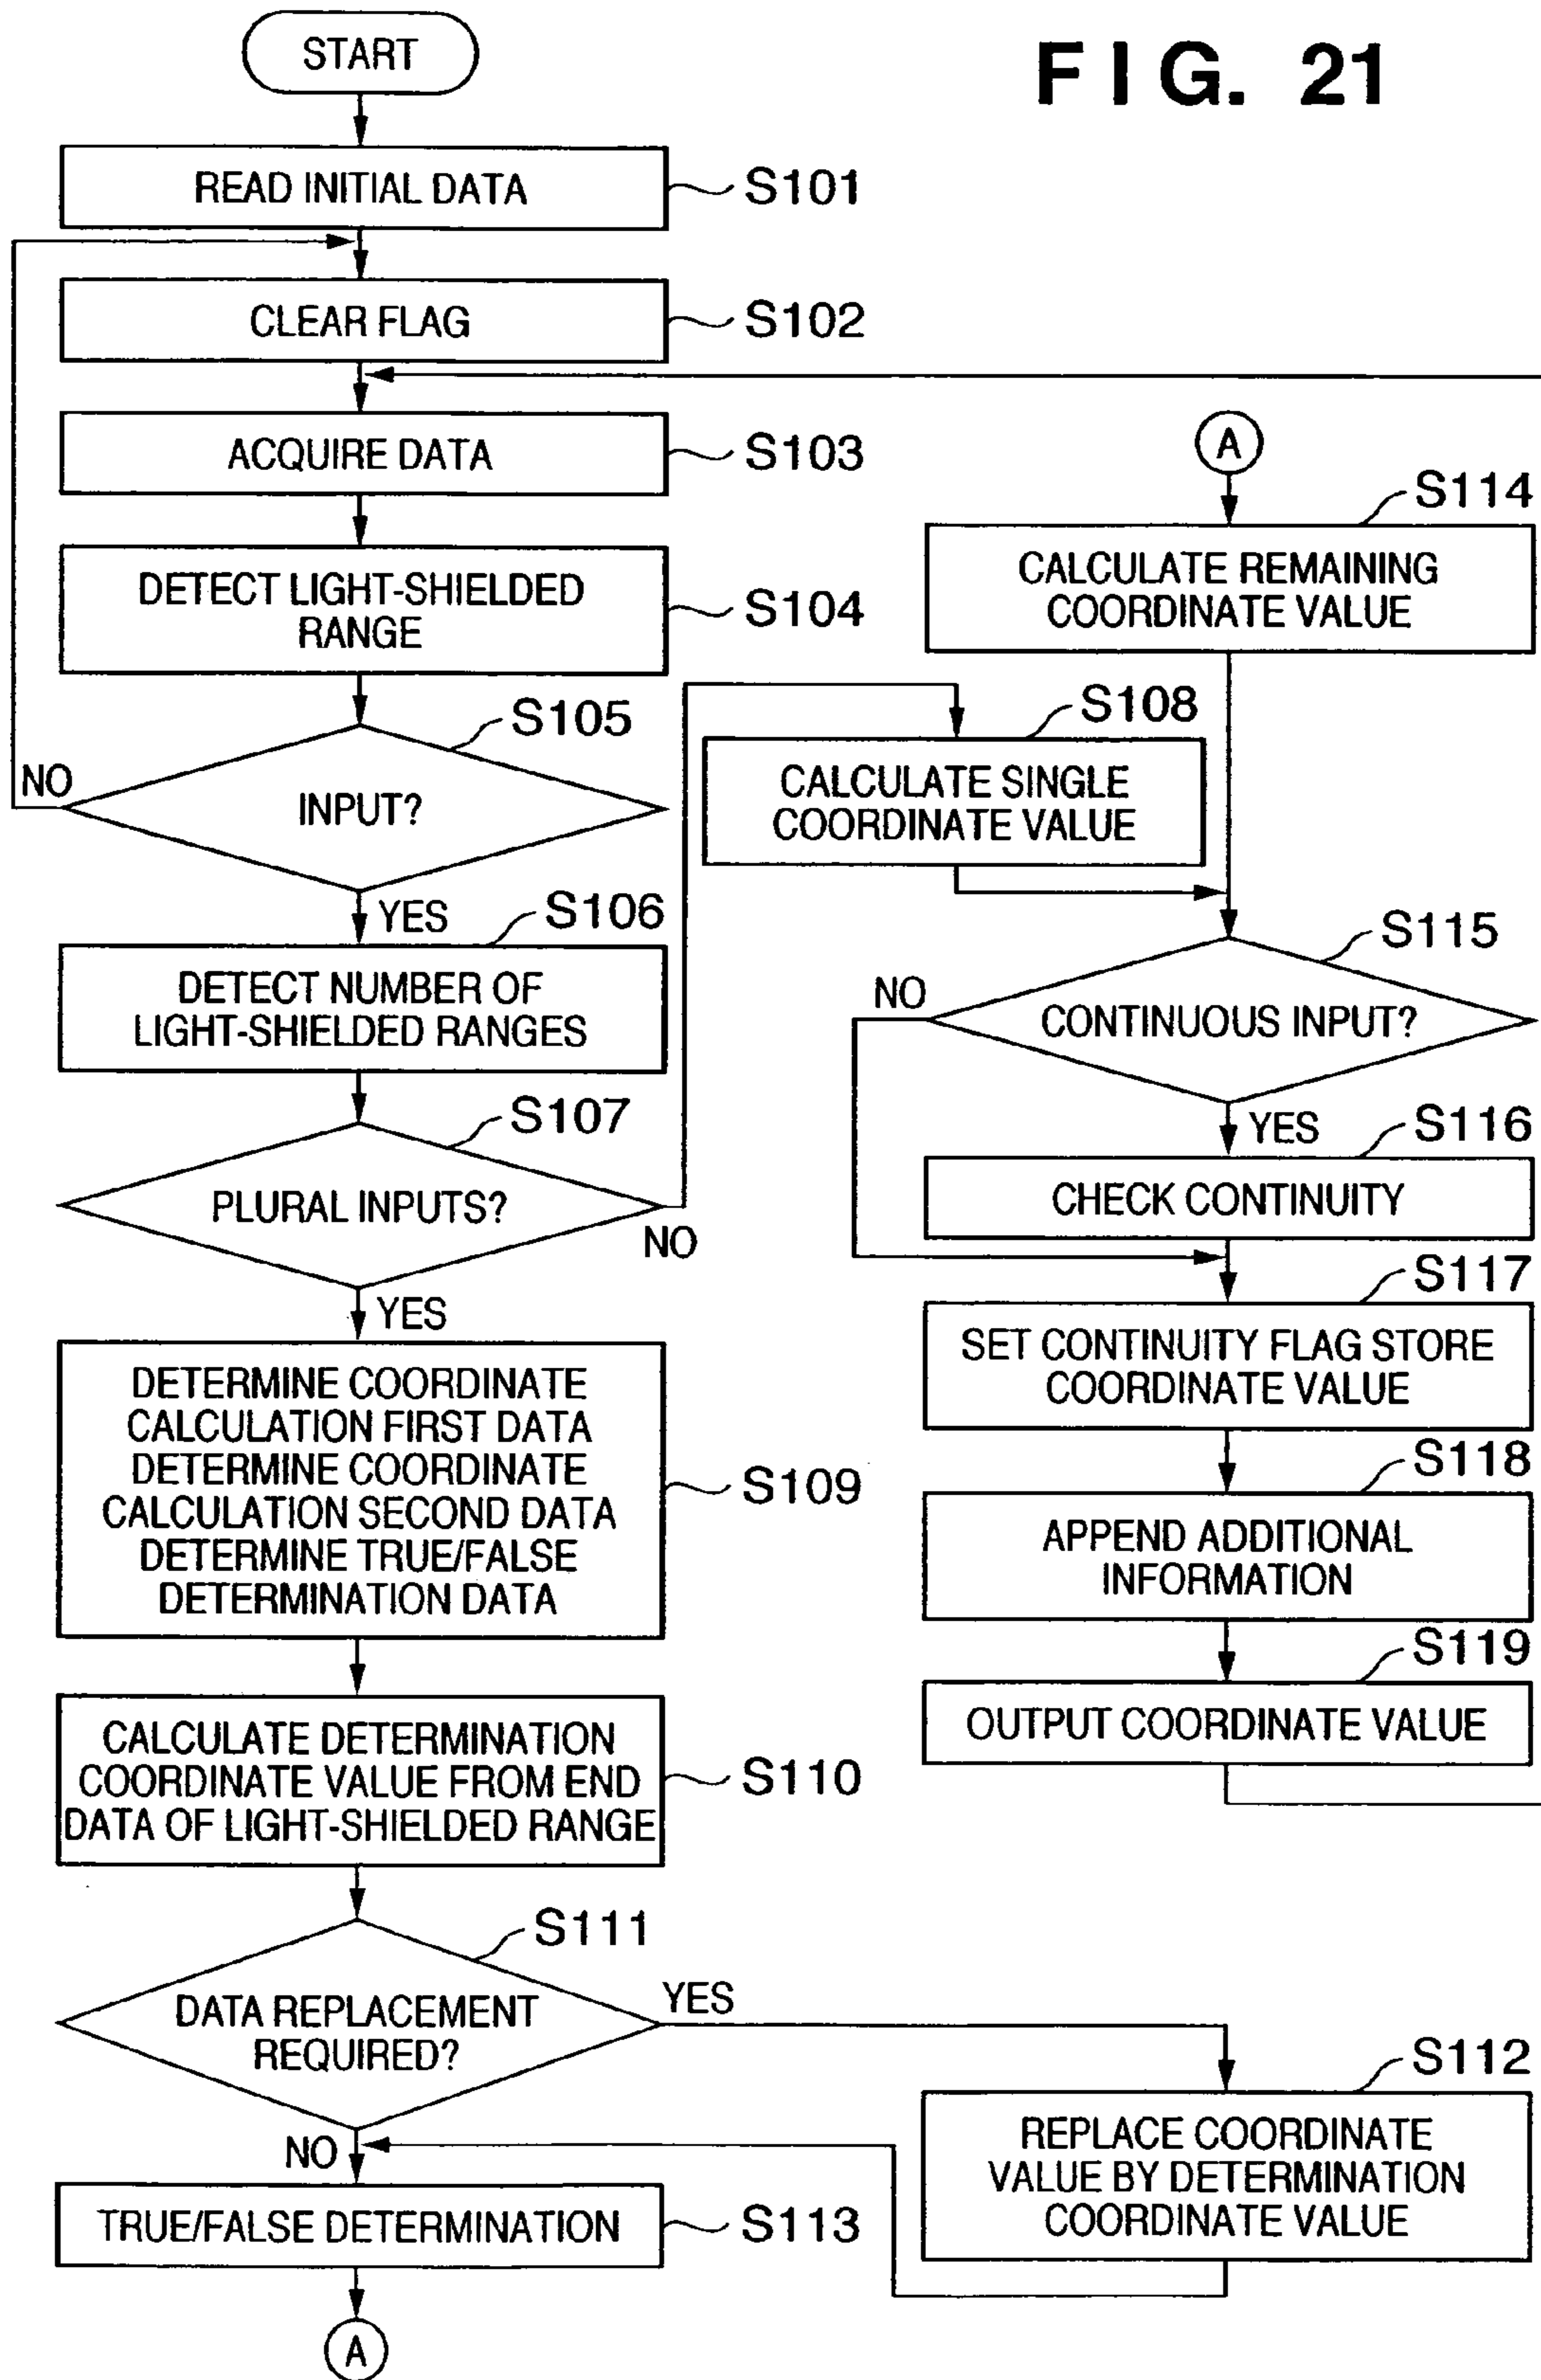 FIG. 21
START
READ INITIAL DATA
S101
CLEAR FLAG
S102
ACQUIRE DATA
S103
DETECT LIGHT-SHIELDED
RANGE
S104
S105
NO
INPUT?
YES
S106
DETECT NUMBER OF
LIGHT-SHIELDED RANGES
S107
PLURAL INPUTS?
NO
YES
S108
CALCULATE SINGLE
COORDINATE VALUE
DETERMINE COORDINATE
CALCULATION FIRST DATA
DETERMINE COORDINATE
CALCULATION SECOND DATA
DETERMINE TRUE/FALSE
DETERMINATION DATA
S109
CALCULATE DETERMINATION
COORDINATE VALUE FROM END
DATA OF LIGHT-SHIELDED RANGE
S110
S111
DATA REPLACEMENT
REQUIRED?
YES
NO
S112
REPLACE COORDINATE
VALUE BY DETERMINATION
COORDINATE VALUE
TRUE/FALSE DETERMINATION
S113
A
A
S114
CALCULATE REMAINING
COORDINATE VALUE
S115
NO
CONTINUOUS INPUT?
YES
S116
CHECK CONTINUITY
S117
SET CONTINUITY FLAG STORE
COORDINATE VALUE
S118
APPEND ADDITIONAL
INFORMATION
S119
OUTPUT COORDINATE VALUE